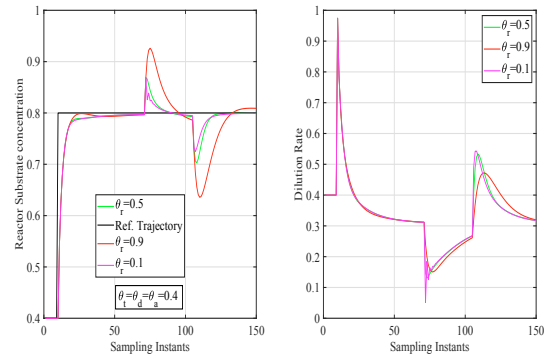 Reactor Substrate concentration
1
0.9
0.8
0.7
0.6
0.5
0.4
0
50
100
150
Sampling Instants
θr=0.5
Ref. Trajectory
θr=0.9
θr=0.1
θt=θd=θa=0.4
Dilution Rate
1
0.9
0.8
0.7
0.6
0.5
0.4
0.3
0.2
0.1
0
0
50
100
150
Sampling Instants
θr=0.5
θr=0.9
θr=0.1